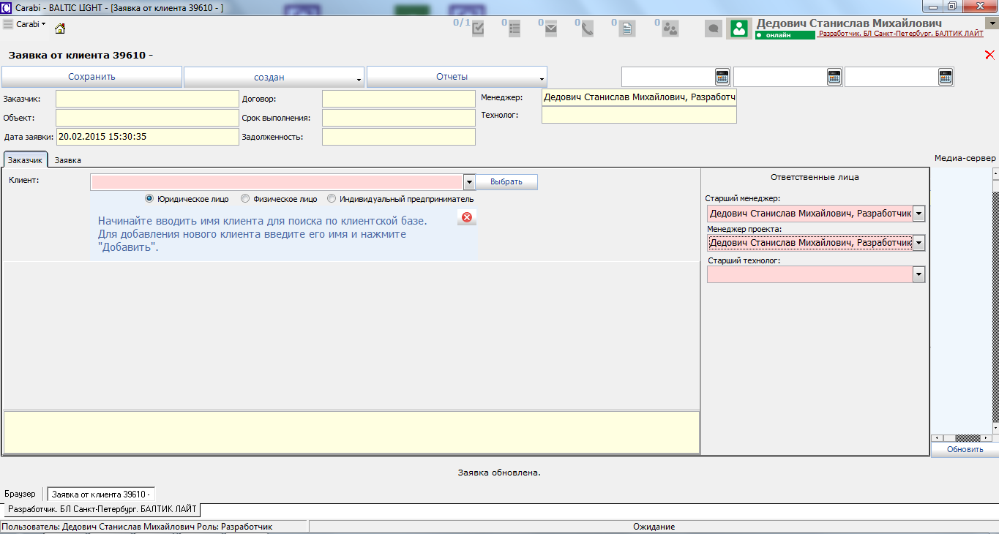 Carabi - BALTIC LIGHT - [Заявка от клиента 39610 - ]
Carabi
0/1 0 0 0 0 0
Дедович Станислав Михайлович
онлайн Разработчик. БЛ Санкт-Петербург. БАЛТИК ЛАЙТ
Заявка от клиента 39610 -
Сохранить создан Отчеты
Заказчик: Договор: Менеджер: Дедович Станислав Михайлович, Разработч
Объект: Срок выполнения: Технолог:
Дата заявки: 20.02.2015 15:30:35 Задолженность:
Заказчик Заявка Медиа-сервер
Клиент: Выбрать
Юридическое лицо Физическое лицо Индивидуальный предприниматель
Начинайте вводить имя клиента для поиска по клиентской базе.
Для добавления нового клиента введите его имя и нажмите
"Добавить".
Ответственные лица
Старший менеджер:
Дедович Станислав Михайлович, Разработчик
Менеджер проекта:
Дедович Станислав Михайлович, Разработчик
Старший технолог:
Обновить
Заявка обновлена.
Браузер Заявка от клиента 39610 -
Разработчик. БЛ Санкт-Петербург. БАЛТИК ЛАЙТ
Пользователь: Дедович Станислав Михайлович Роль: Разработчик Ожидание